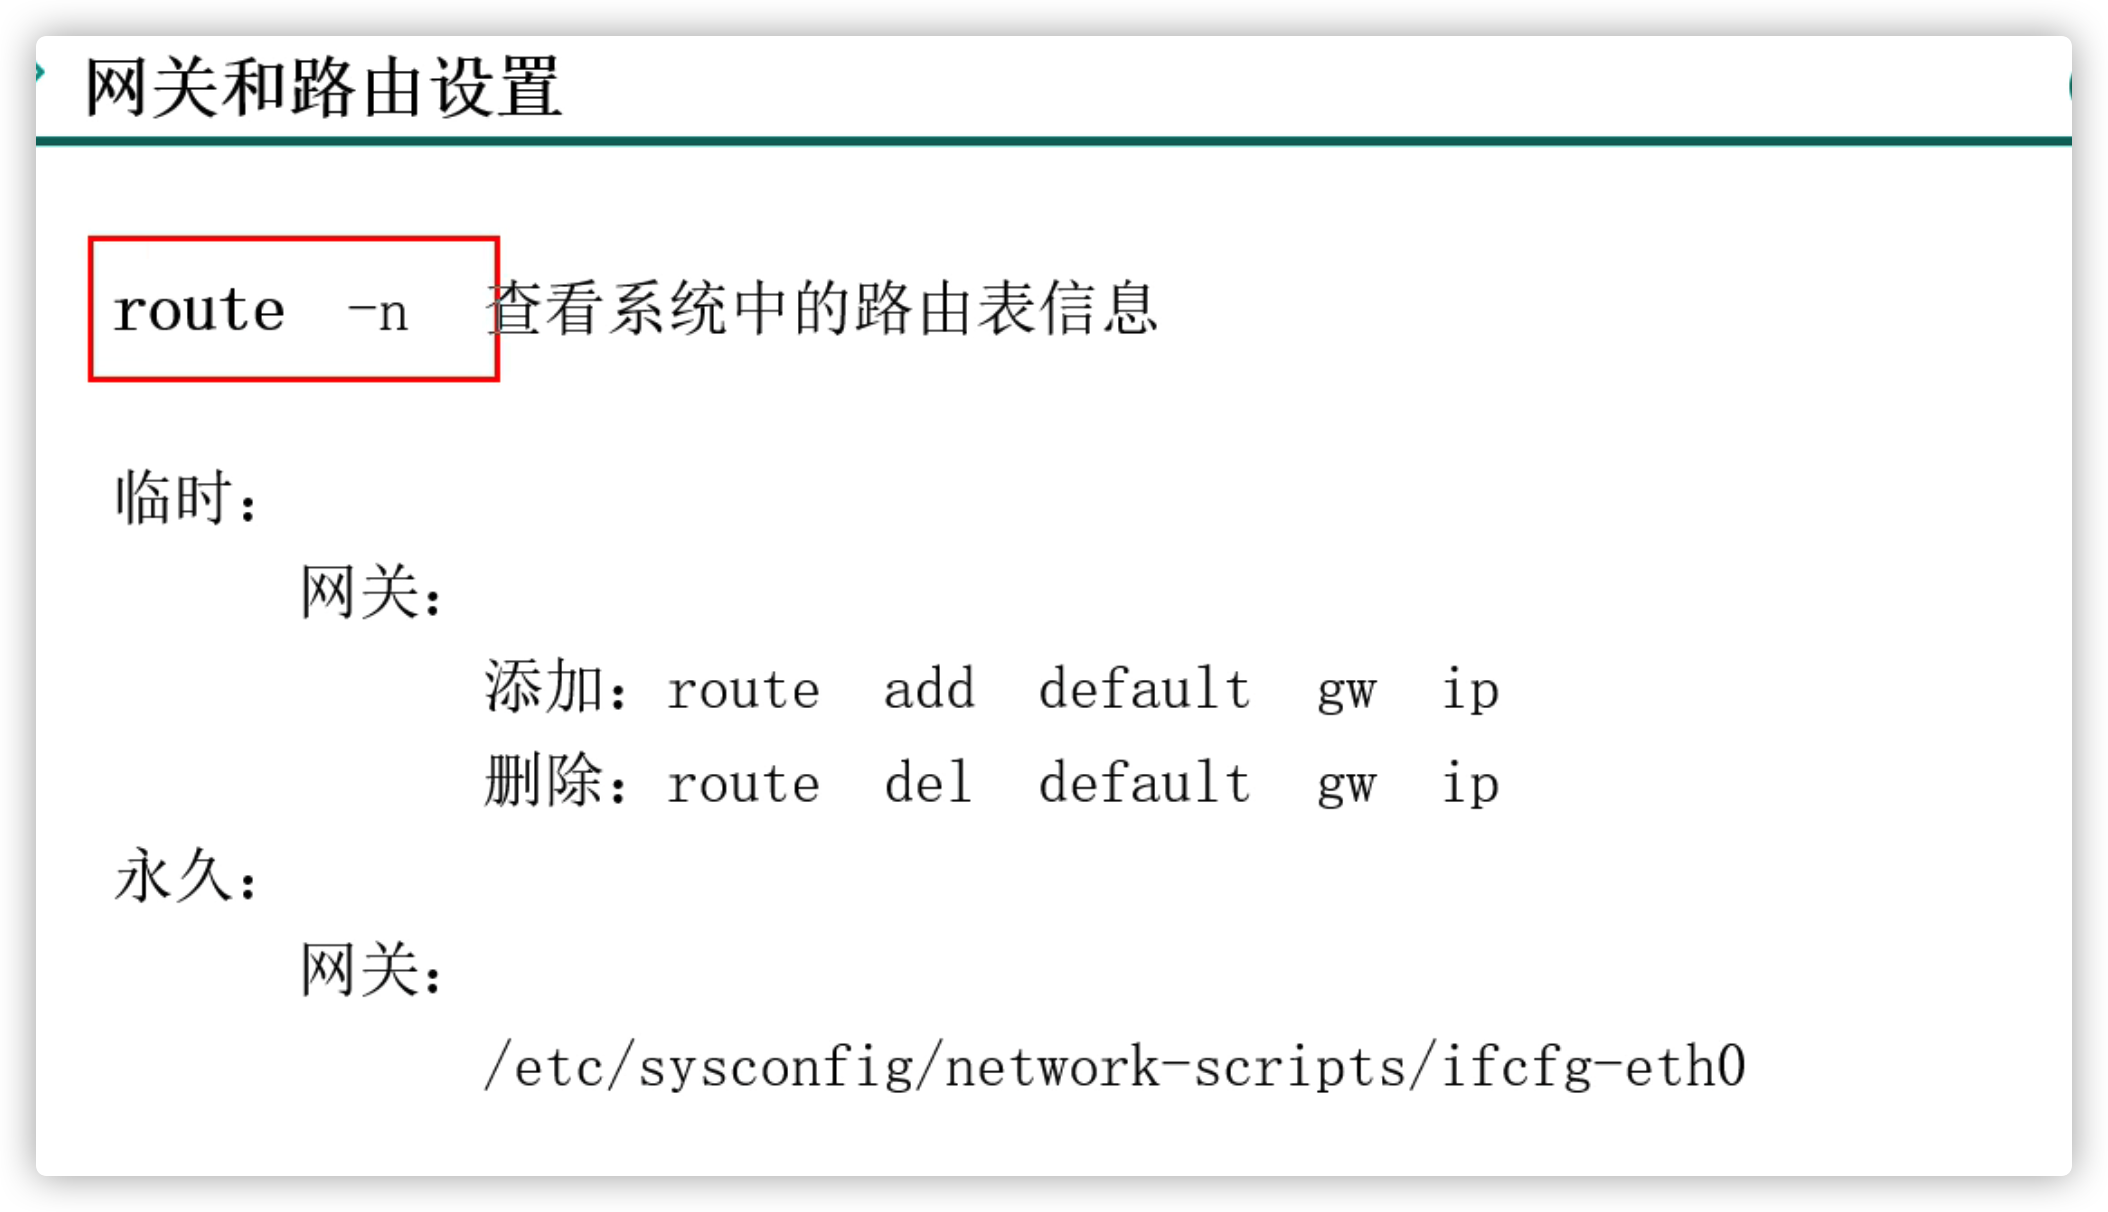 网关和路由设置
route -n 查看系统中的路由表信息
临时：
网关：
添加：route add default gw ip
删除：route del default gw ip
永久：
网关：
/etc/sysconfig/network-scripts/ifcfg-eth0